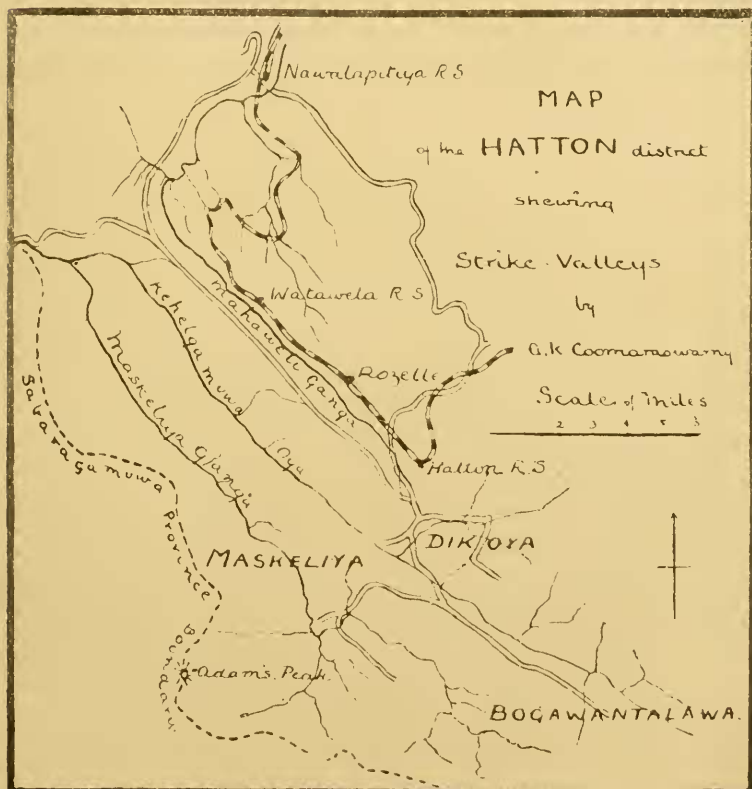 Nawalapitiya R S
MAP
of the HATTON district
shewing
Strike-Valleys
by
A.K Coomaraswamy
Scale of miles
2 3 4 5 6
Watawela R S
Rozelle
Hatton R.S
Mahaweli Ganga
Kehelgamuwa Oya
Maskeliya Ganga
Sabaragamuwa Province Boundary
MASKELIYA
DIKOYA
Adam's Peak
BOGAWANTALAWA.